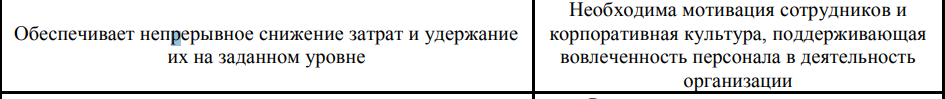 Обеспечивает непрерывное снижение затрат и удержание
их на заданном уровне
Необходима мотивация сотрудников и
корпоративная культура, поддерживающая
вовлеченность персонала в деятельность
организации